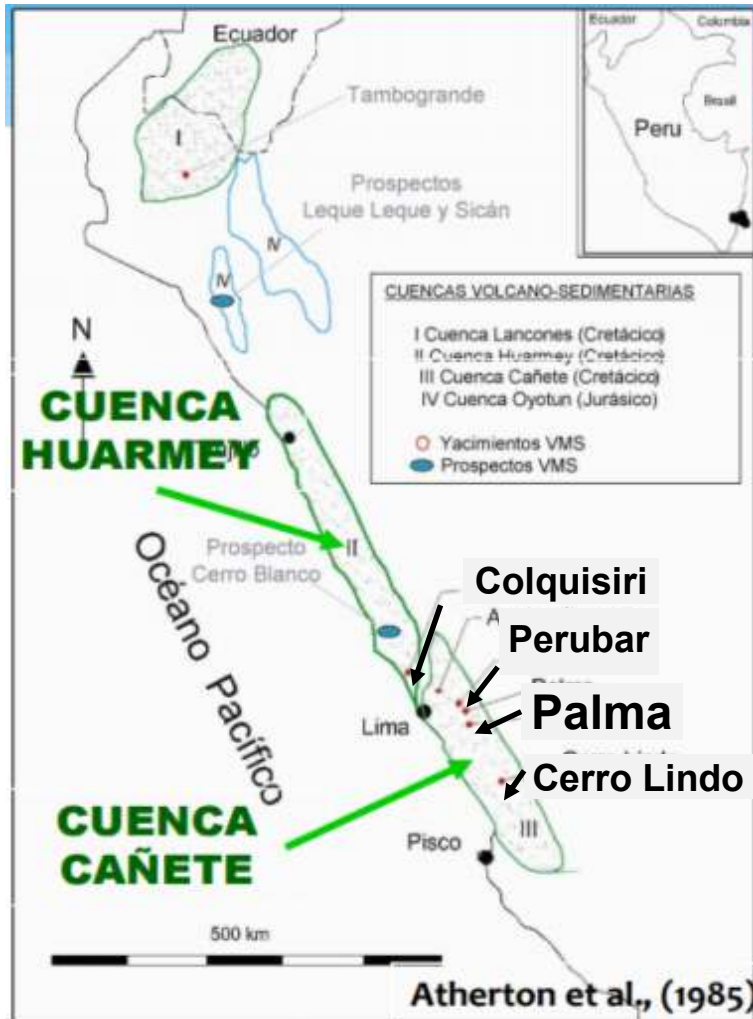 Ecuador
Ecuador
Colombia
Brasil
Peru
Tambogrande
I
Prospectos
Leque Leque y Sicán
IV
IV
CUENCAS VOLCANO-SEDIMENTARIAS
I Cuenca Lancones (Cretácico)
II Cuenca Huarmey (Cretácico)
III Cuenca Cañete (Cretácico)
IV Cuenca Oyotun (Jurásico)
Yacimientos VMS
Prospectos VMS
N
CUENCA
HUARMEY
II
Prospecto
Cerro Blanco
Océano Pacífico
Colquisiri
Perubar
Palma
Cerro Lindo
Lima
CUENCA
CAÑETE
Pisco
III
500 km
Atherton et al., (1985)